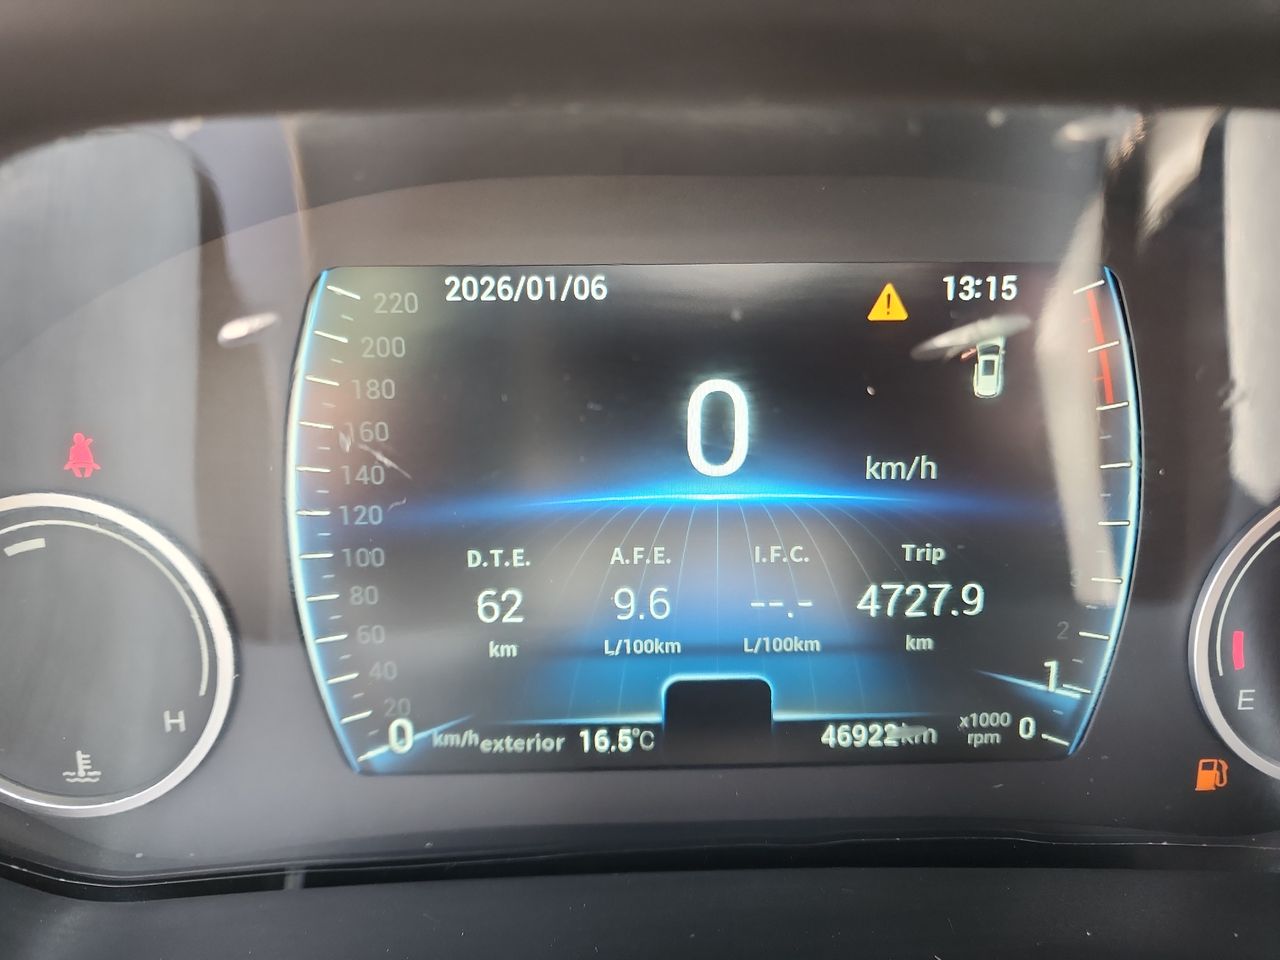 2026/01/06
13:15
220
200
180
160
140
120
100
80
60
40
20
0
km/h
0
km/h
D.T.E. A.F.E. I.F.C. Trip
62 9.6 --.- 4727.9
km L/100km L/100km km
exterior 16.5°C
46922km
x1000
rpm
3
2
1
0
H
E